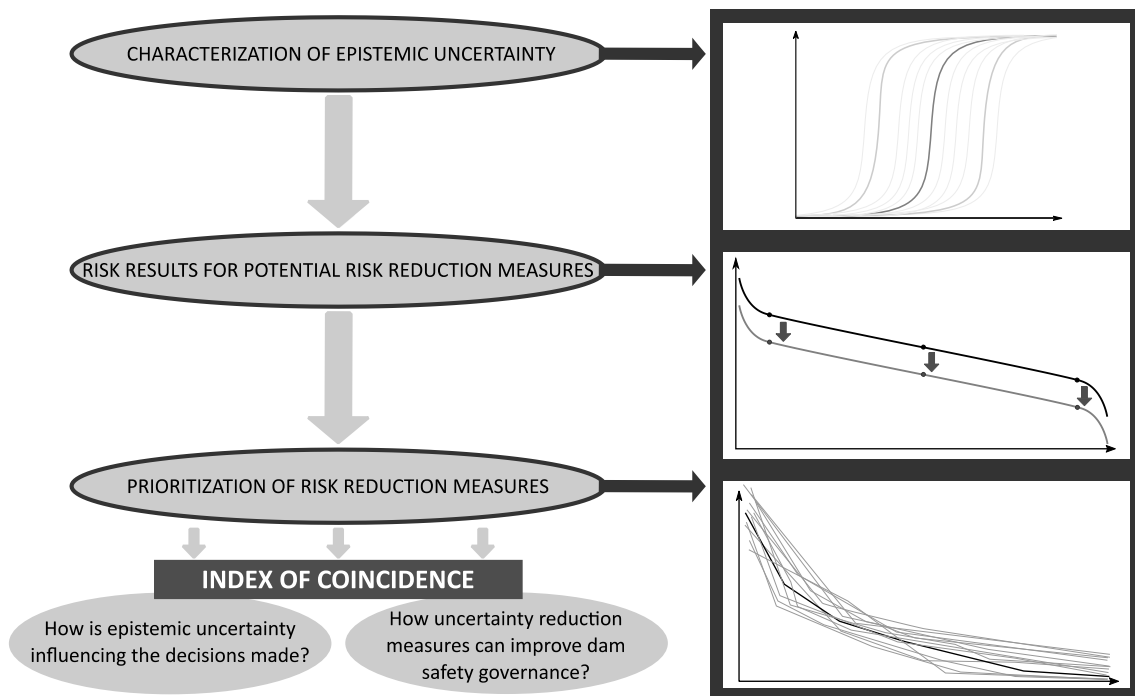 CHARACTERIZATION OF EPISTEMIC UNCERTAINTY
RISK RESULTS FOR POTENTIAL RISK REDUCTION MEASURES
PRIORITIZATION OF RISK REDUCTION MEASURES
INDEX OF COINCIDENCE
How is epistemic uncertainty
influencing the decisions made?
How uncertainty reduction
measures can improve dam
safety governance?